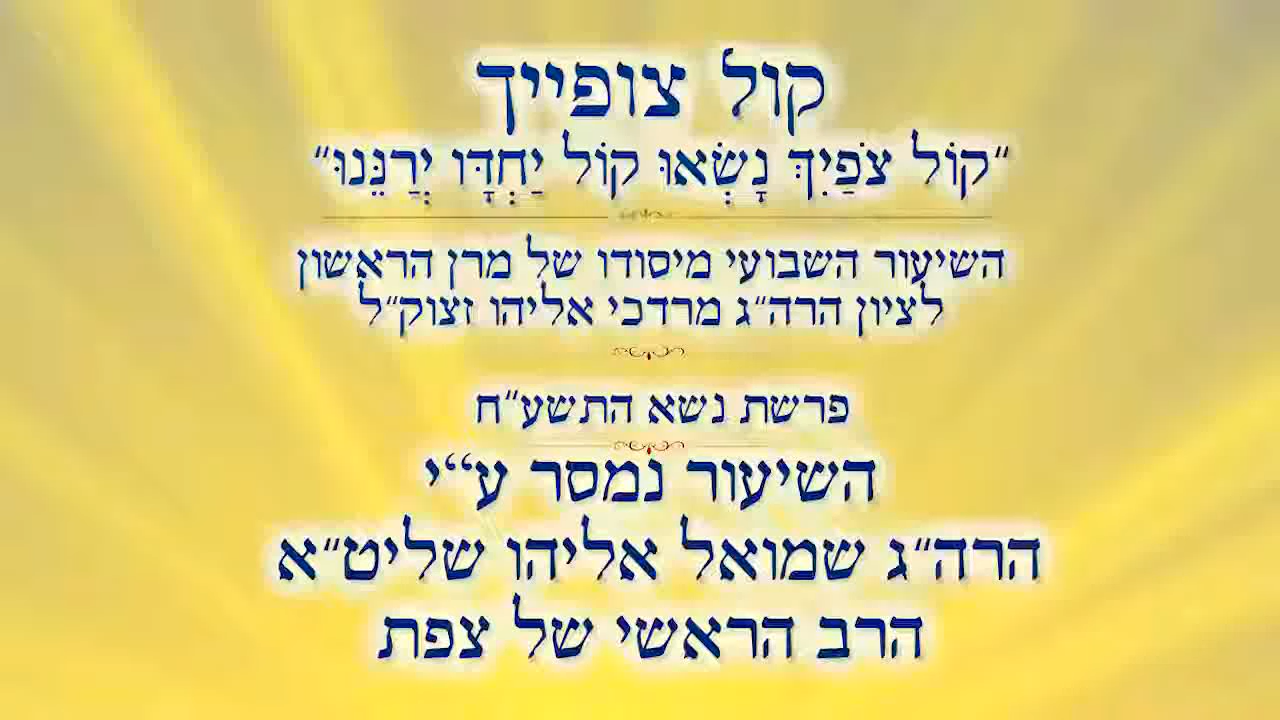 קול צופייך
"קוֹל צֹפַיִךְ נָשְׂאוּ קוֹל יַחְדָּו יְרַנֵּנוּ"
השיעור השבועי מיסודו של מרן הראשון
לציון הרה"ג מרדכי אליהו זצוק"ל
פרשת נשא התשע"ח
השיעור נמסר ע"י
הרה"ג שמואל אליהו שליט"א
הרב הראשי של צפת